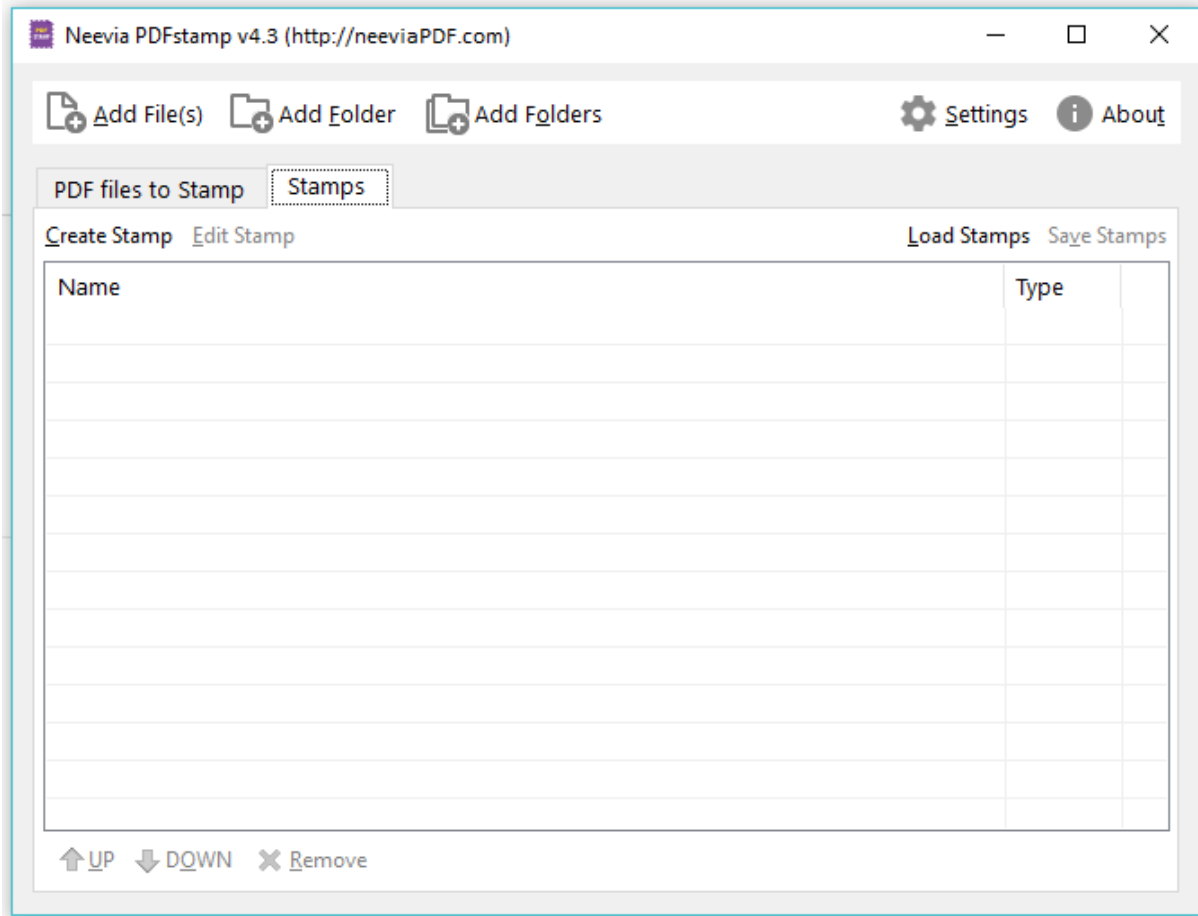 Neevia PDFstamp v4.3 (http://neeviaPDF.com)
Add File(s) Add Folder Add Folders Settings About
PDF files to Stamp Stamps
Create Stamp Edit Stamp Load Stamps Save Stamps
Name Type
UP DOWN Remove